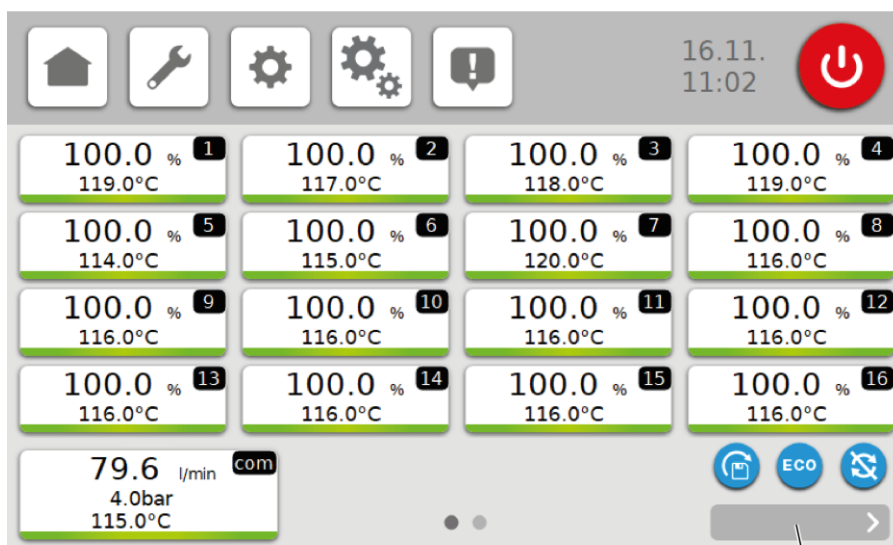 16.11.
11:02
100.0 % 1
119.0°C
100.0 % 2
117.0°C
100.0 % 3
118.0°C
100.0 % 4
119.0°C
100.0 % 5
114.0°C
100.0 % 6
115.0°C
100.0 % 7
120.0°C
100.0 % 8
116.0°C
100.0 % 9
116.0°C
100.0 % 10
116.0°C
100.0 % 11
116.0°C
100.0 % 12
116.0°C
100.0 % 13
116.0°C
100.0 % 14
116.0°C
100.0 % 15
116.0°C
100.0 % 16
116.0°C
79.6 l/min com
4.0bar
115.0°C
ECO